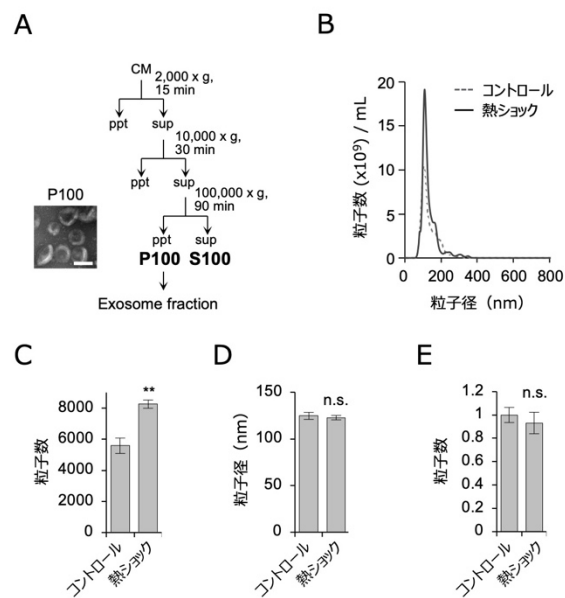 A
CM
2,000 x g,
15 min
ppt sup
10,000 x g,
30 min
ppt sup
100,000 x g,
90 min
ppt sup
P100 S100
Exosome fraction
P100
B
コントロール
熱ショック
粒子数 (x10⁹) / mL
20
15
10
5
0
0 200 400 600 800
粒子径（nm）
C
**
粒子数
8000
6000
4000
2000
0
コントロール
熱ショック
D
n.s.
粒子径（nm）
150
100
50
0
コントロール
熱ショック
E
n.s.
粒子数
1.2
1
0.8
0.6
0.4
0.2
0
コントロール
熱ショック